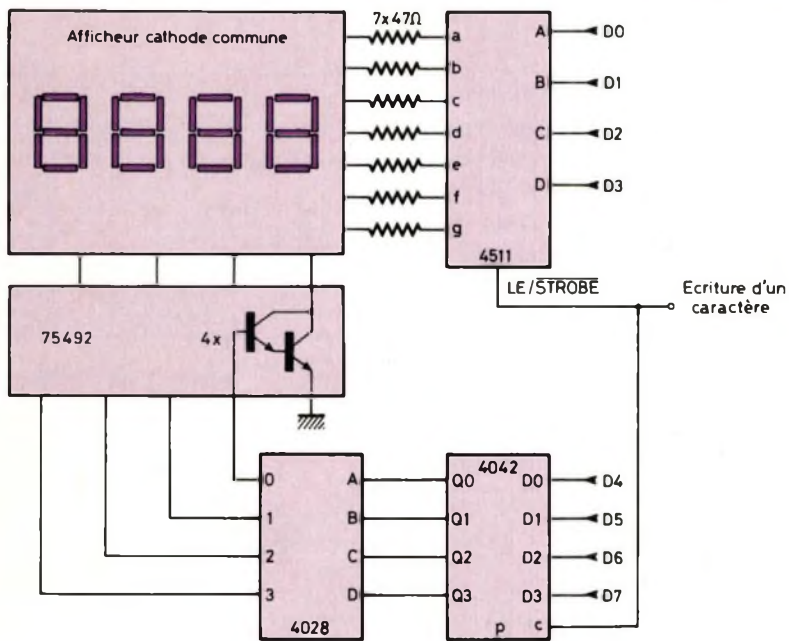 Afficheur cathode commune
7x47Ω
a
b
c
d
e
f
g
A
B
C
D
4511
D0
D1
D2
D3
LE/STROBE
Ecriture d'un
caractère
75492
4x
0
1
2
3
A
B
C
D
4028
4042
Q0
Q1
Q2
Q3
D0
D1
D2
D3
p
c
D4
D5
D6
D7